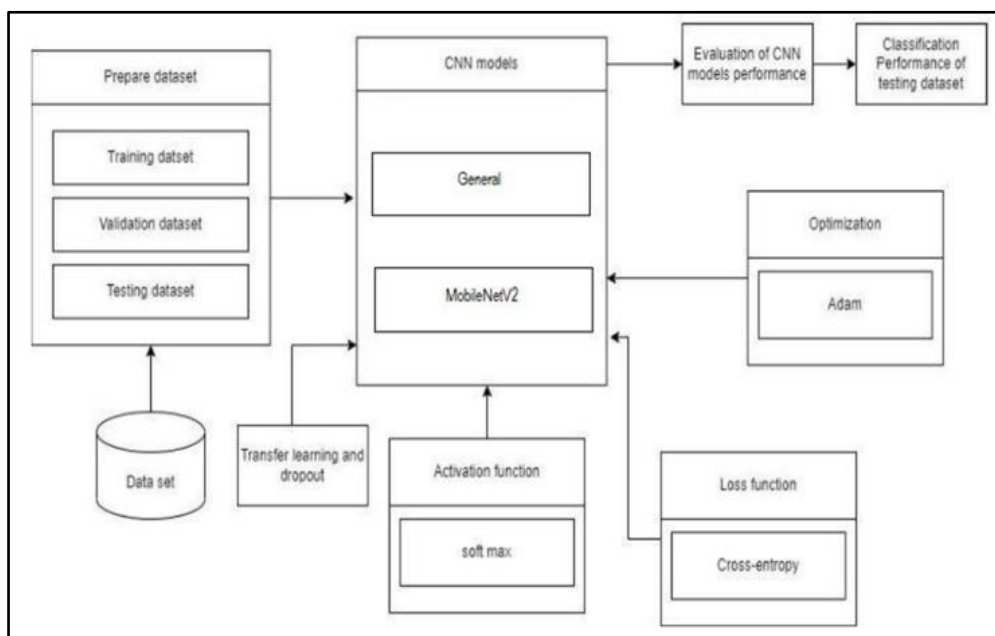 Prepare dataset
Training datset
Validation dataset
Testing dataset
Data set
Transfer learning and
dropout
CNN models
General
MobileNetV2
Activation function
soft max
Evaluation of CNN
models performance
Classification
Performance of
testing dataset
Optimization
Adam
Loss function
Cross-entropy